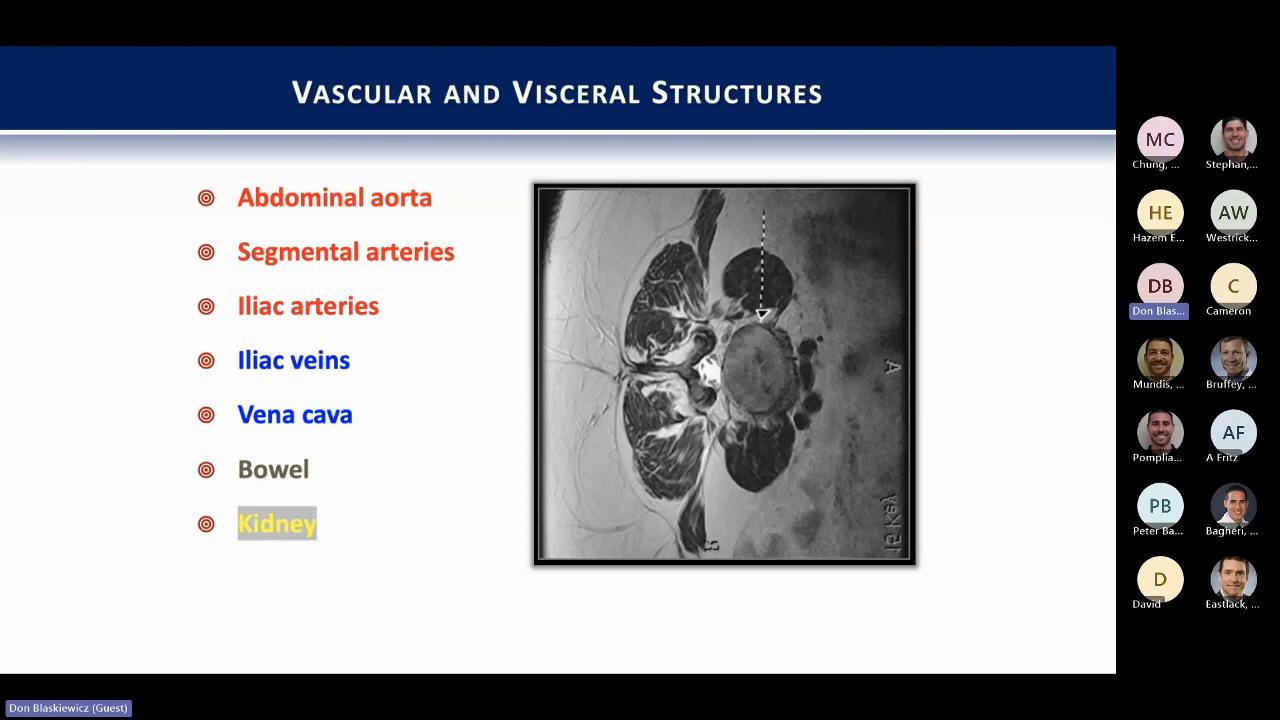 VASCULAR AND VISCERAL STRUCTURES
Abdominal aorta
Segmental arteries
Iliac arteries
Iliac veins
Vena cava
Bowel
Kidney
A
MC
Chung, ...
Stephan,...
HE
AW
Hazem E...
Westrick...
DB
C
Don Blas...
Cameron
Mundis, ...
Bruffey, ...
AF
Pomplia...
A Fritz
PB
Peter Ba...
Bagheri, ...
D
David
Eastlack, ...
Don Blaskiewicz (Guest)